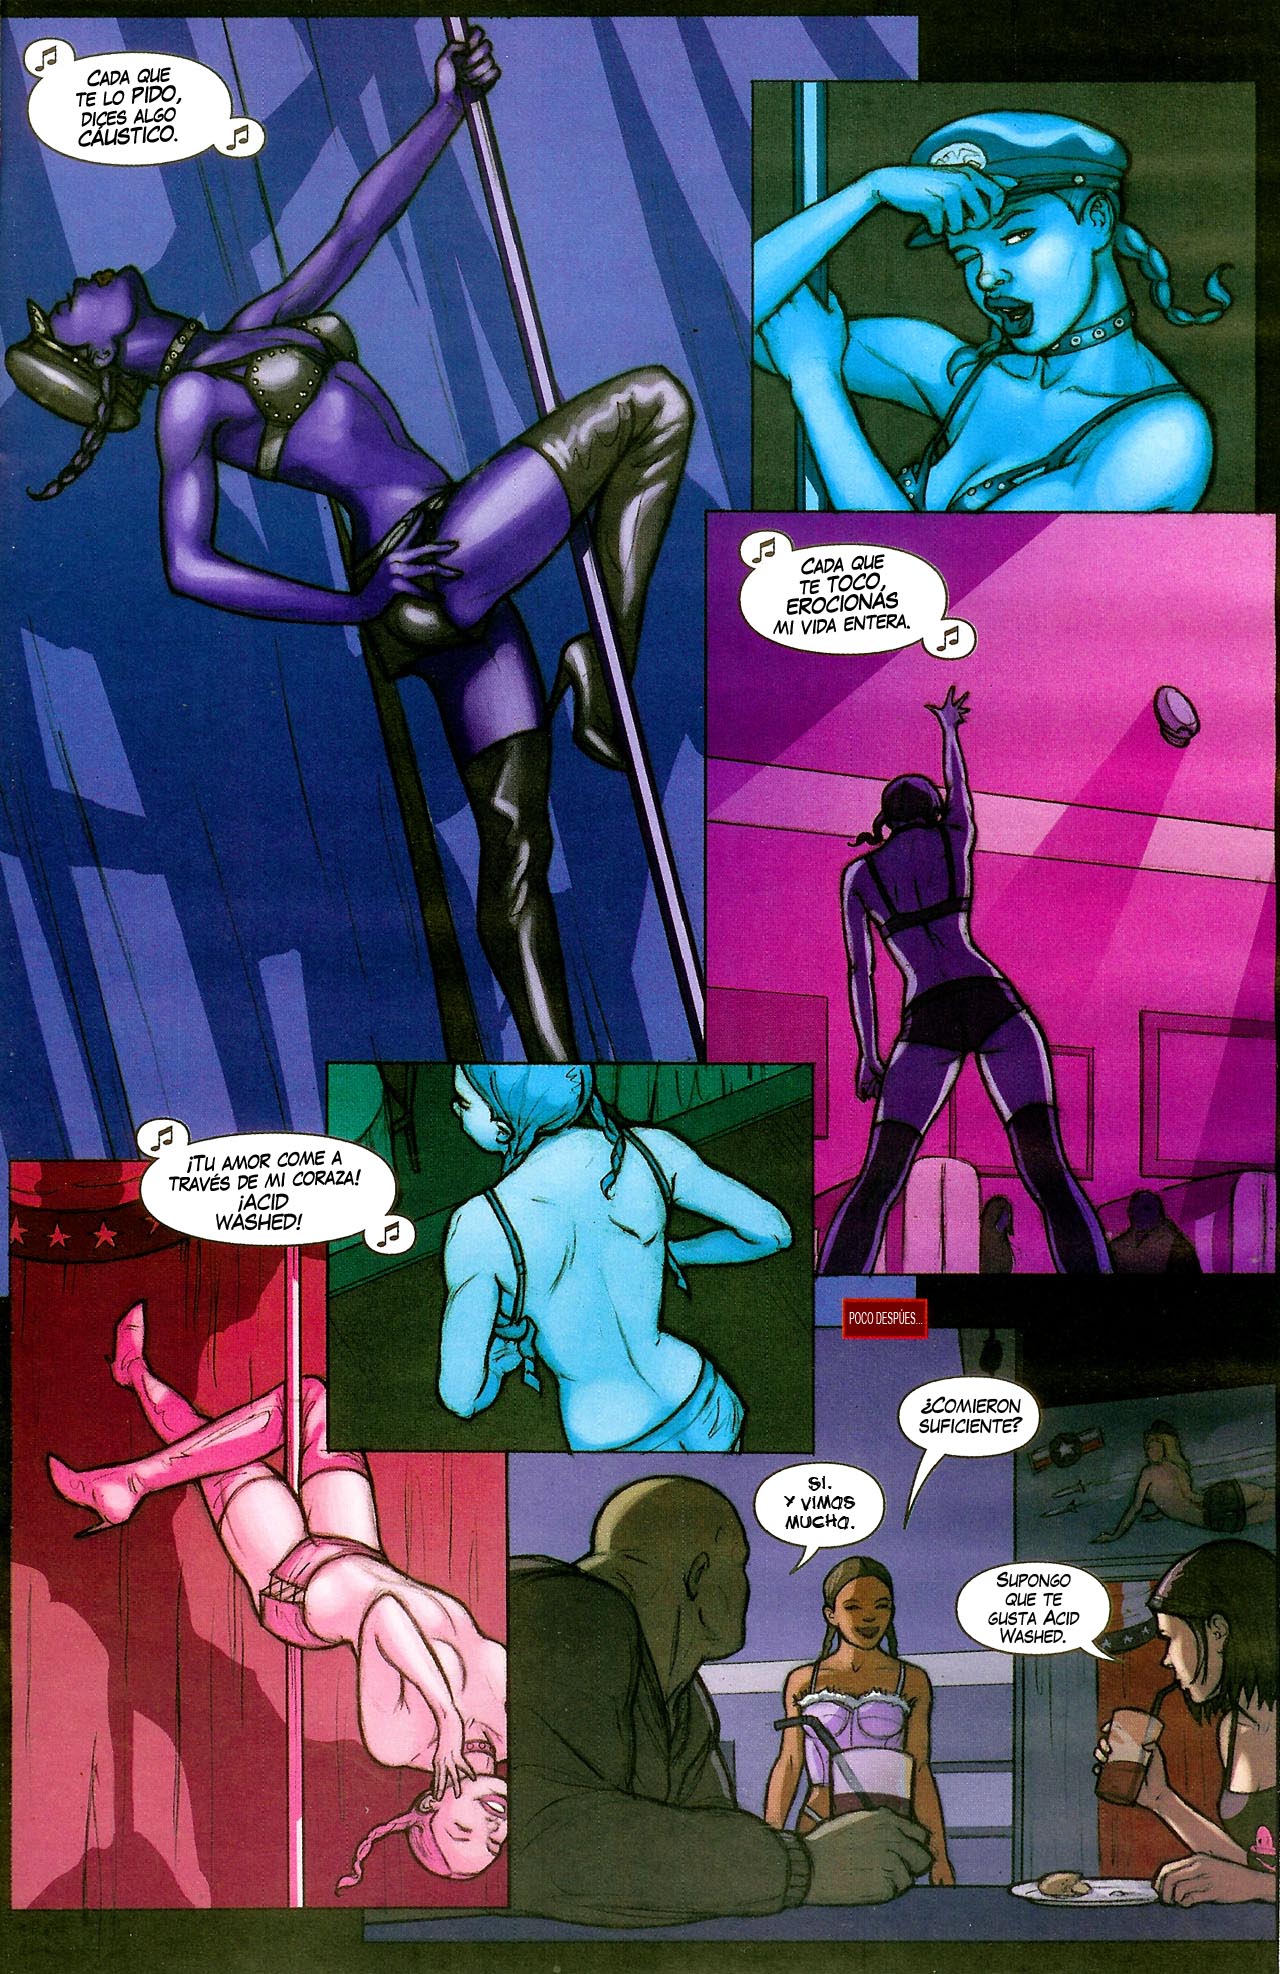 CADA QUE
TE LO PIDO,
DICES ALGO
CÁUSTICO.
CADA QUE
TE TOCO,
EROCIONAS
MI VIDA ENTERA.
¡TU AMOR COME A
TRAVÉS DE MI CORAZA!
¡ACID
WASHED!
POCO DESPÚES...
¿COMIERON
SUFICIENTE?
SI.
Y VIMOS
MUCHO.
SUPONGO
QUE TE
GUSTA ACID
WASHED.